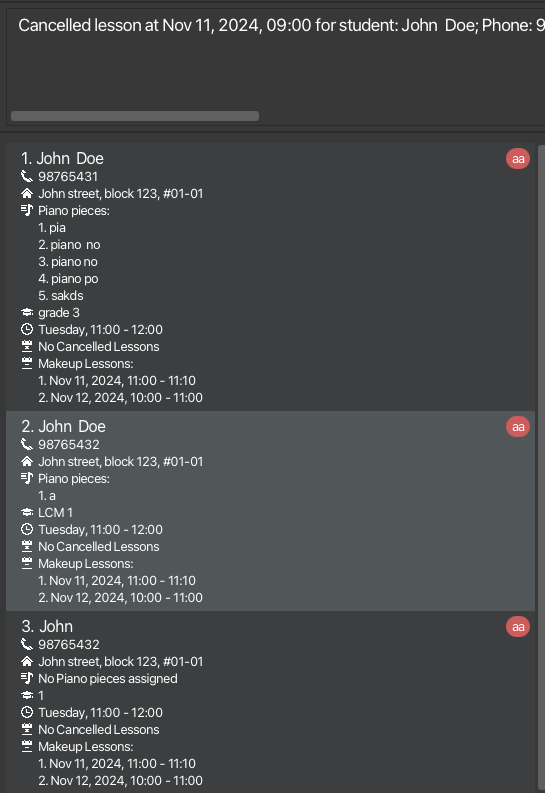 Cancelled lesson at Nov 11, 2024, 09:00 for student: John  Doe; Phone: 9
1. John  Doe
aa
98765431
John street, block 123, #01-01
Piano pieces:
1. pia
2. piano  no
3. piano no
4. piano po
5. sakds
grade 3
Tuesday, 11:00 - 12:00
No Cancelled Lessons
Makeup Lessons:
1. Nov 11, 2024, 11:00 - 11:10
2. Nov 12, 2024, 10:00 - 11:00
2. John  Doe
aa
98765432
John street, block 123, #01-01
Piano pieces:
1. a
LCM 1
Tuesday, 11:00 - 12:00
No Cancelled Lessons
Makeup Lessons:
1. Nov 11, 2024, 11:00 - 11:10
2. Nov 12, 2024, 10:00 - 11:00
3. John
aa
98765432
John street, block 123, #01-01
No Piano pieces assigned
1
Tuesday, 11:00 - 12:00
No Cancelled Lessons
Makeup Lessons:
1. Nov 11, 2024, 11:00 - 11:10
2. Nov 12, 2024, 10:00 - 11:00